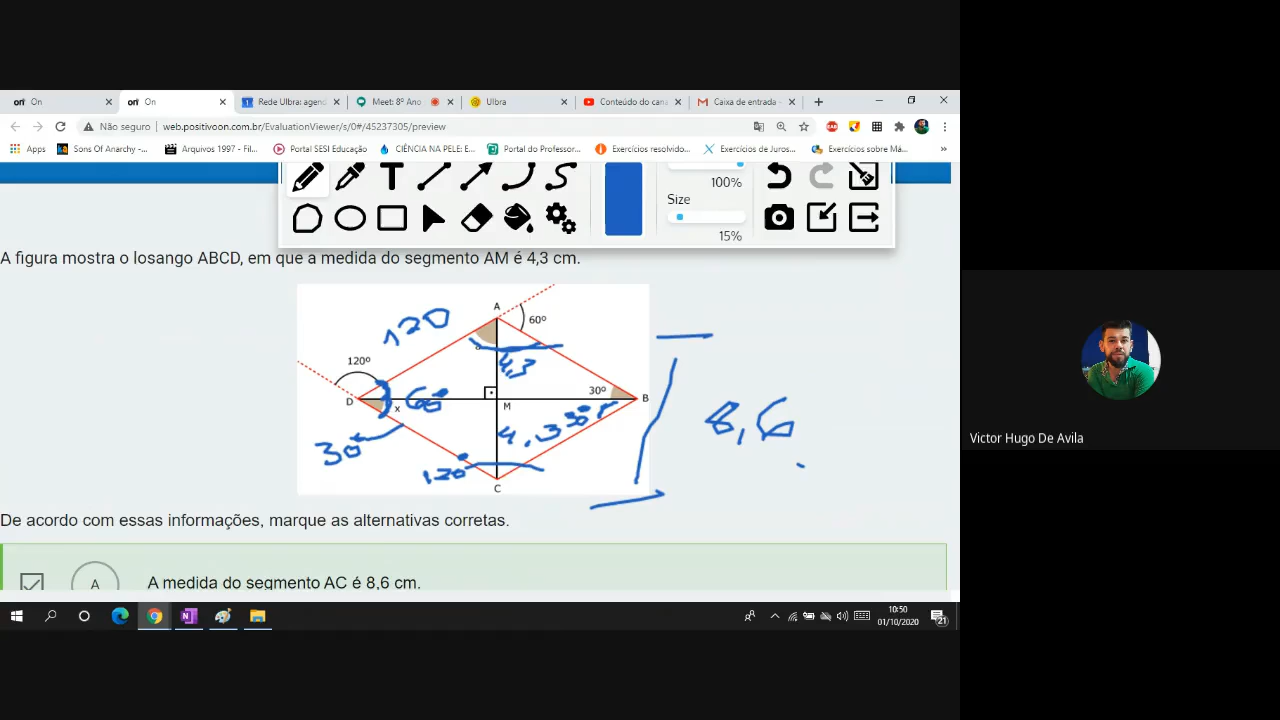 On
On
Rede Ulbra: agend
Meet: 8º Ano
Ulbra
Conteúdo do cana
Caixa de entrada -
Não seguro
web.positivoon.com.br/EvaluationViewer/s/0#/45237305/preview
Apps
Sons Of Anarchy -...
Arquivos 1997 - Fil...
Portal SESI Educação
CIÊNCIA NA PELE: E...
Portal do Professor...
Exercícios resolvido...
Exercícios de Juros...
Exercícios sobre Má...
100%
Size
15%
A figura mostra o losango ABCD, em que a medida do segmento AM é 4,3 cm.
A
60º
120
120º
4,3
30º
D
x
60º
M
B
30º
4,3
30º
120º
C
8,6
De acordo com essas informações, marque as alternativas corretas.
A
A medida do segmento AC é 8,6 cm.
10:50
01/10/2020
21
Victor Hugo De Avila